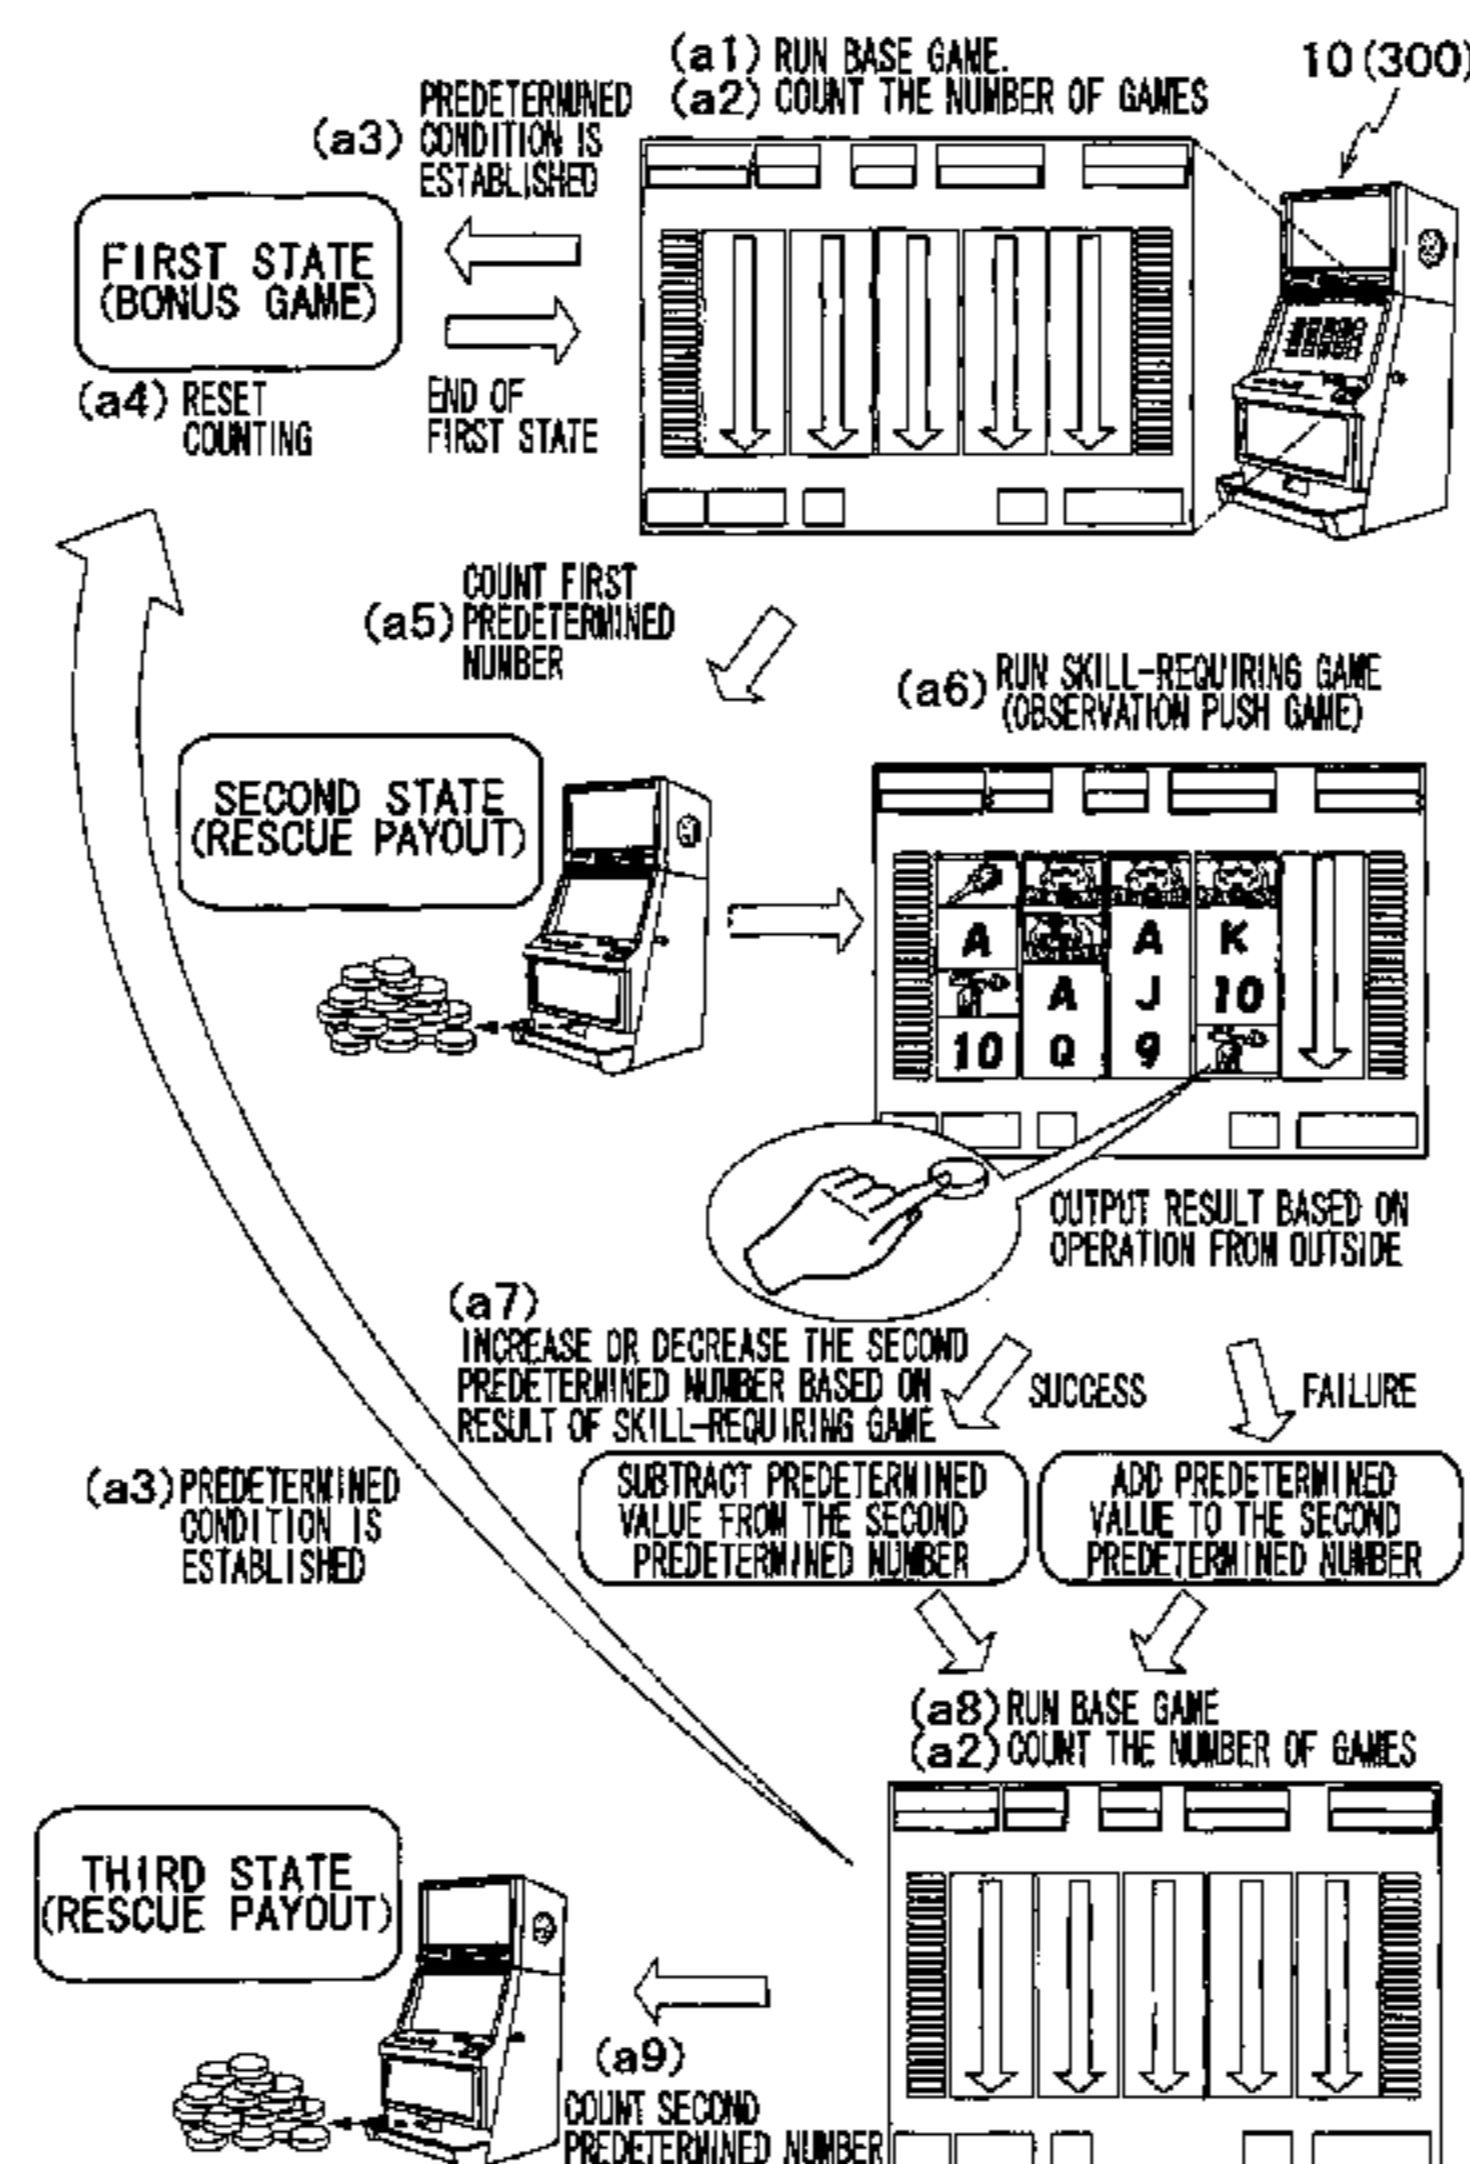 (a1) RUN BASE GAME.
(a2) COUNT THE NUMBER OF GAMES
10(300)
(a3) PREDETERMINED
CONDITION IS
ESTABLISHED
FIRST STATE
(BONUS GAME)
(a4) RESET
COUNTING
END OF
FIRST STATE
(a5) COUNT FIRST
PREDETERMINED
NUMBER
(a6) RUN SKILL-REQUIRING GAME
(OBSERVATION PUSH GAME)
SECOND STATE
(RESCUE PAYOUT)
A A K
A J 10
10 Q 9
OUTPUT RESULT BASED ON
OPERATION FROM OUTSIDE
(a7)
INCREASE OR DECREASE THE SECOND
PREDETERMINED NUMBER BASED ON
RESULT OF SKILL-REQUIRING GAME
SUCCESS
FAILURE
(a3) PREDETERMINED
CONDITION IS
ESTABLISHED
SUBTRACT PREDETERMINED
VALUE FROM THE SECOND
PREDETERMINED NUMBER
ADD PREDETERMINED
VALUE TO THE SECOND
PREDETERMINED NUMBER
(a8) RUN BASE GAME
(a2) COUNT THE NUMBER OF GAMES
THIRD STATE
(RESCUE PAYOUT)
(a9)
COUNT SECOND
PREDETERMINED NUMBER